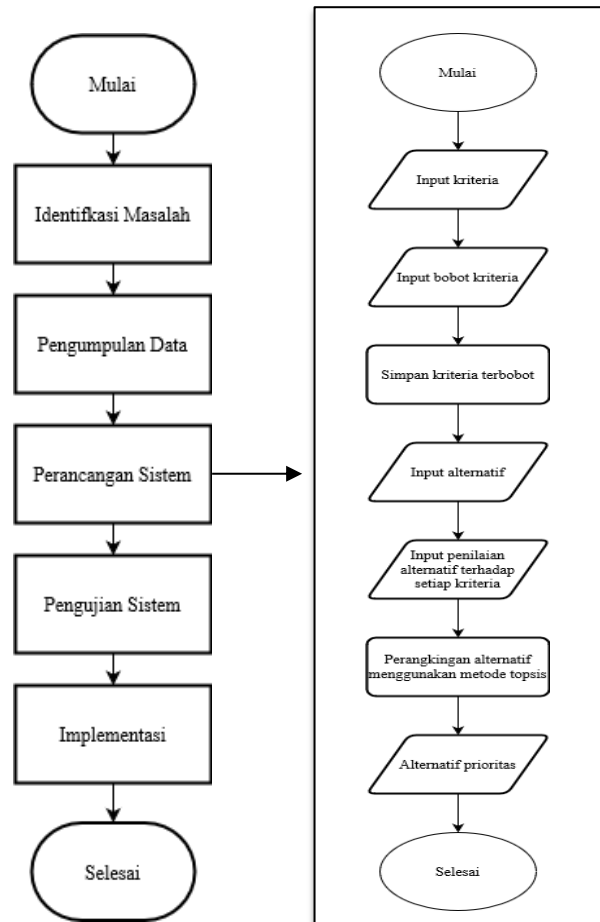 Mulai
Identifkasi Masalah
Pengumpulan Data
Perancangan Sistem
Pengujian Sistem
Implementasi
Selesai
Mulai
Input kriteria
Input bobot kriteria
Simpan kriteria terbobot
Input alternatif
Input penilaian
alternatif terhadap
setiap kriteria
Perangkingan alternatif
menggunakan metode topsis
Alternatif prioritas
Selesai